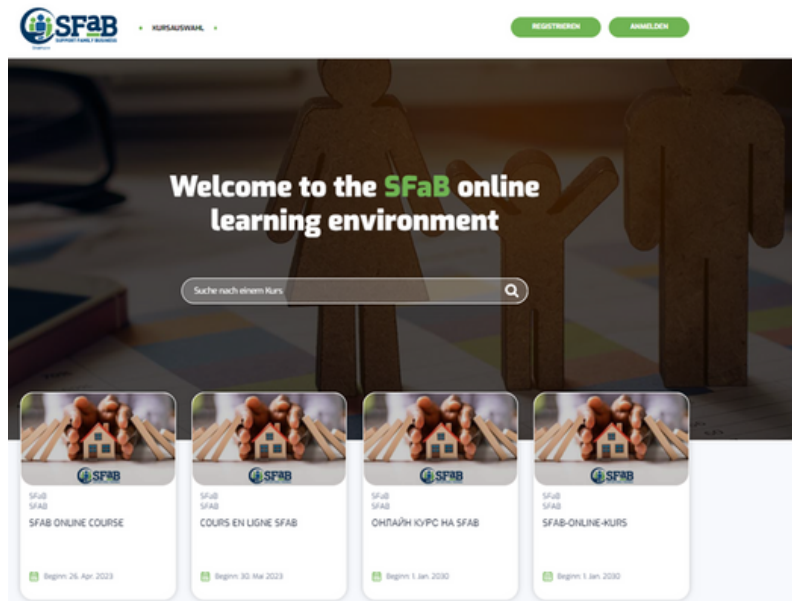 SFaB
SUPPORT FAMILY BUSINESS
KURSAUSWAHL
REGISTRIEREN
ANMELDEN
Welcome to the SFaB online
learning environment
Suche nach einem Kurs
SFaB
SFaB
SFAB
SFAB ONLINE COURSE
Beginn: 26. Apr. 2023
SFaB
SFaB
SFAB
COURS EN LIGNE SFAB
Beginn: 30. Mai 2023
SFaB
SFaB
SFAB
ОНЛАЙН КУРС НА SFAB
Beginn: 1. Jan. 2030
SFaB
SFaB
SFAB
SFAB-ONLINE-KURS
Beginn: 1. Jan. 2030